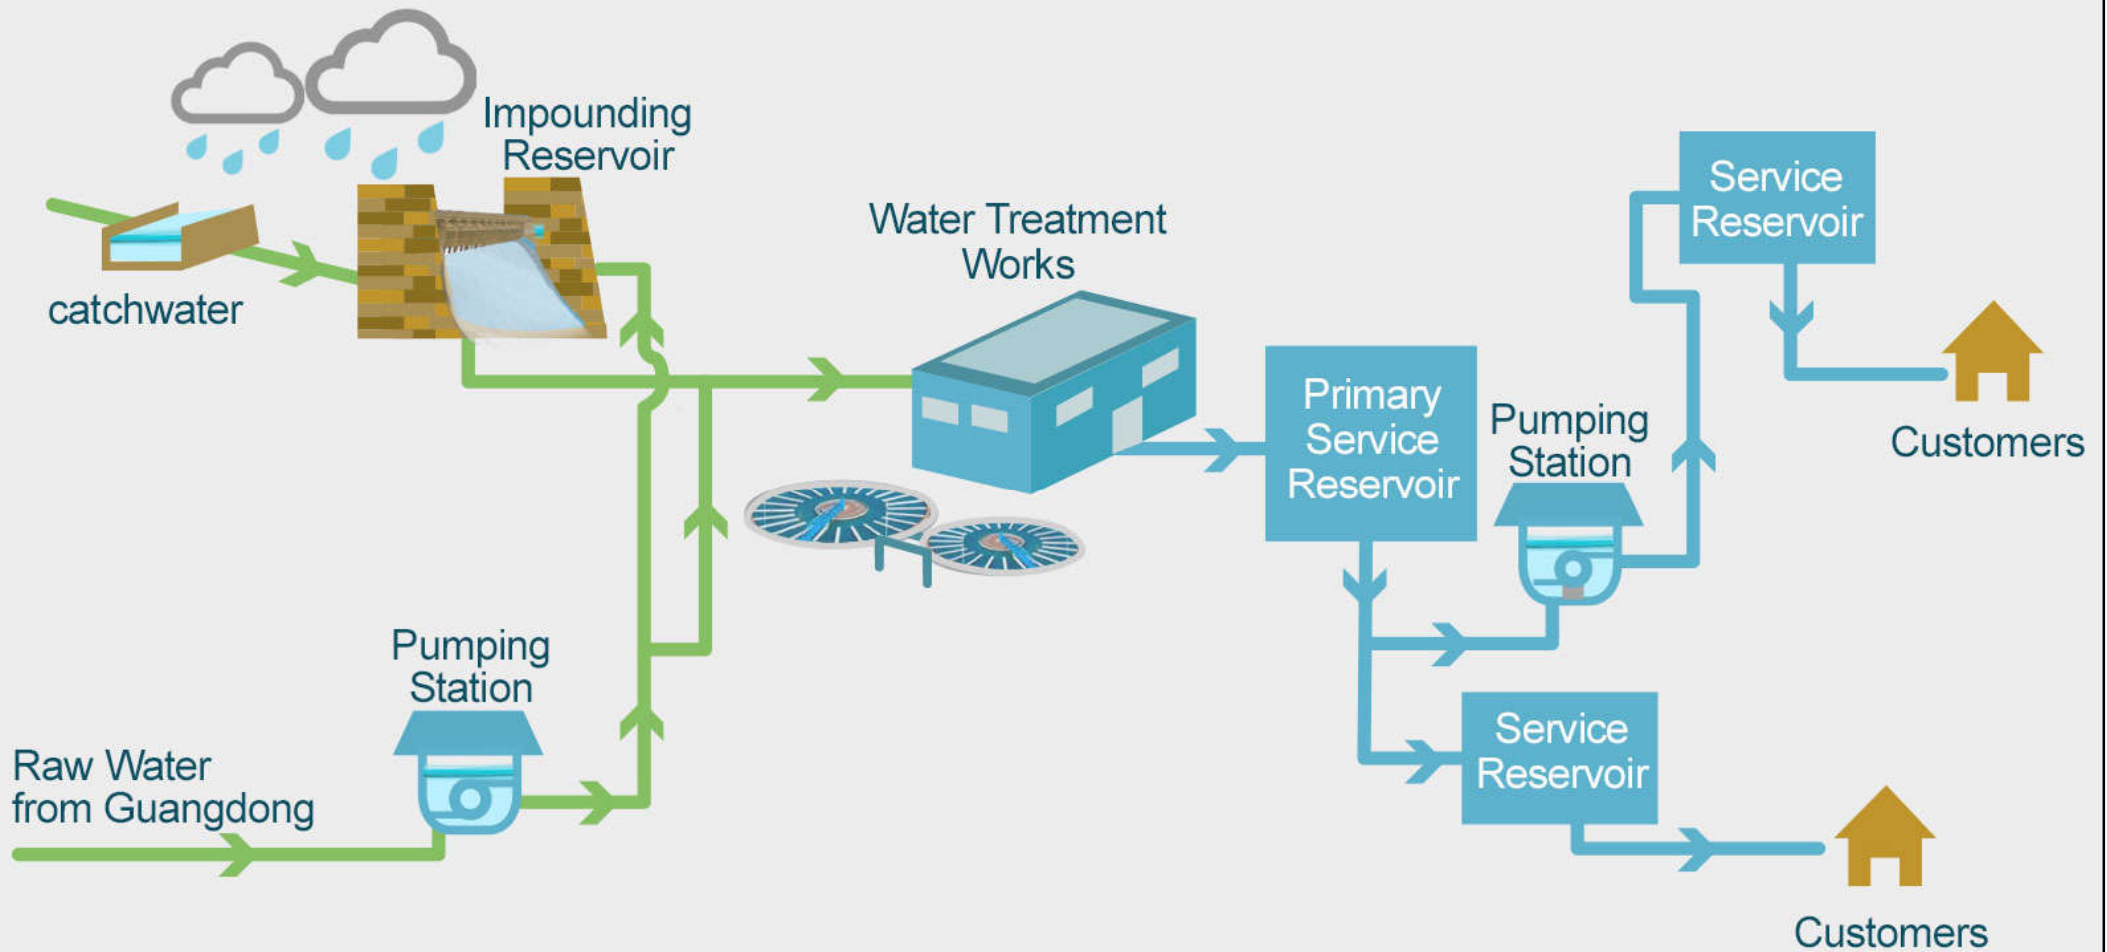 Impounding
Reservoir
catchwater
Water Treatment
Works
Service
Reservoir
Customers
Primary
Service
Reservoir
Pumping
Station
Pumping
Station
Raw Water
from Guangdong
Service
Reservoir
Customers